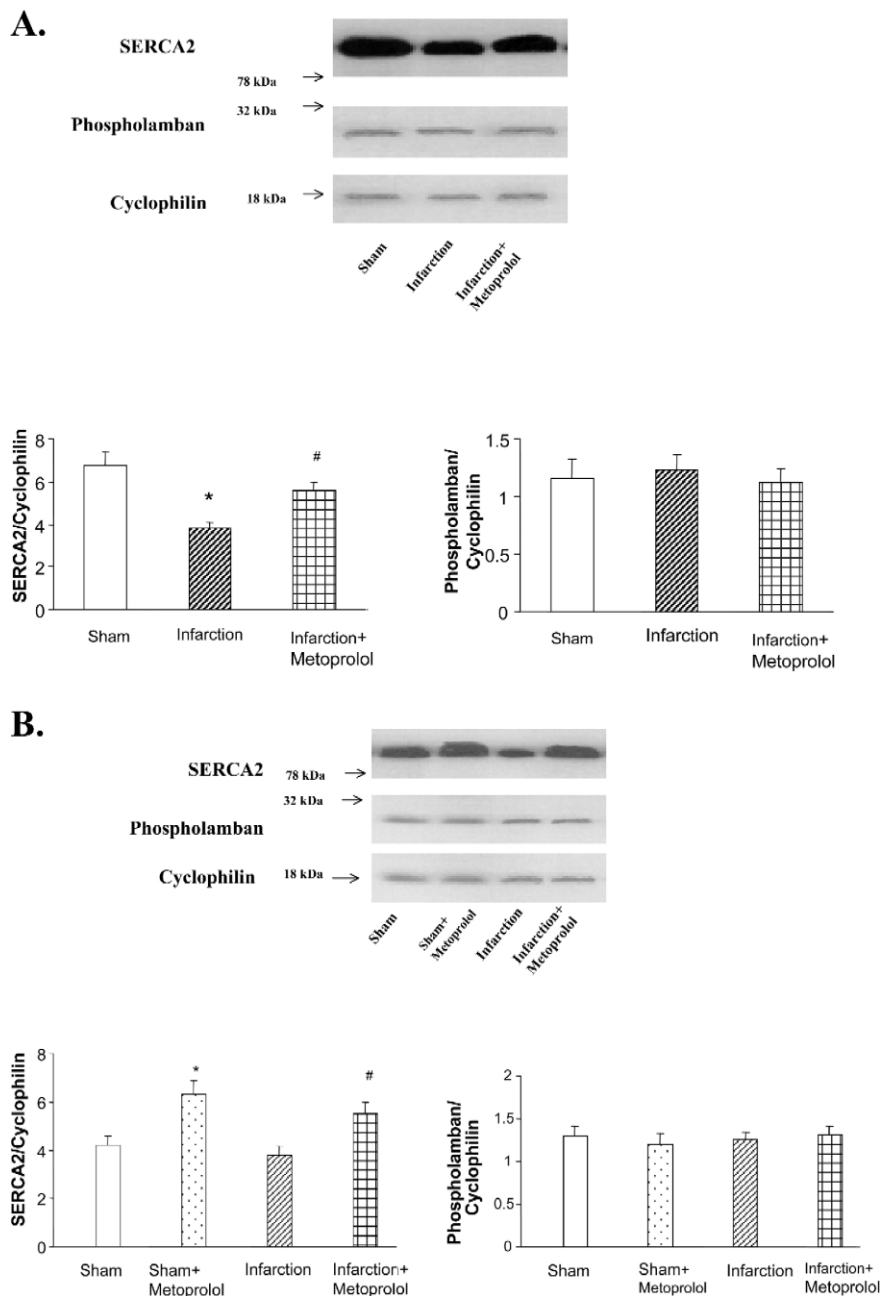 A.
SERCA2
78 kDa
32 kDa
Phospholamban
Cyclophilin
18 kDa
Sham
Infarction
Infarction+
Metoprolol
SERCA2/Cyclophilin
8
6
4
2
0
*
#
Sham
Infarction
Infarction+
Metoprolol
Phospholamban/
Cyclophilin
1.5
1
0.5
0
Sham
Infarction
Infarction+
Metoprolol
B.
SERCA2
78 kDa
32 kDa
Phospholamban
Cyclophilin
18 kDa
Sham
Sham+
Metoprolol
Infarction
Infarction+
Metoprolol
SERCA2/Cyclophilin
8
6
4
2
0
*
#
Sham
Sham+
Metoprolol
Infarction
Infarction+
Metoprolol
Phospholamban/
Cyclophilin
2
1.5
1
0.5
0
Sham
Sham+
Metoprolol
Infarction
Infarction+
Metoprolol